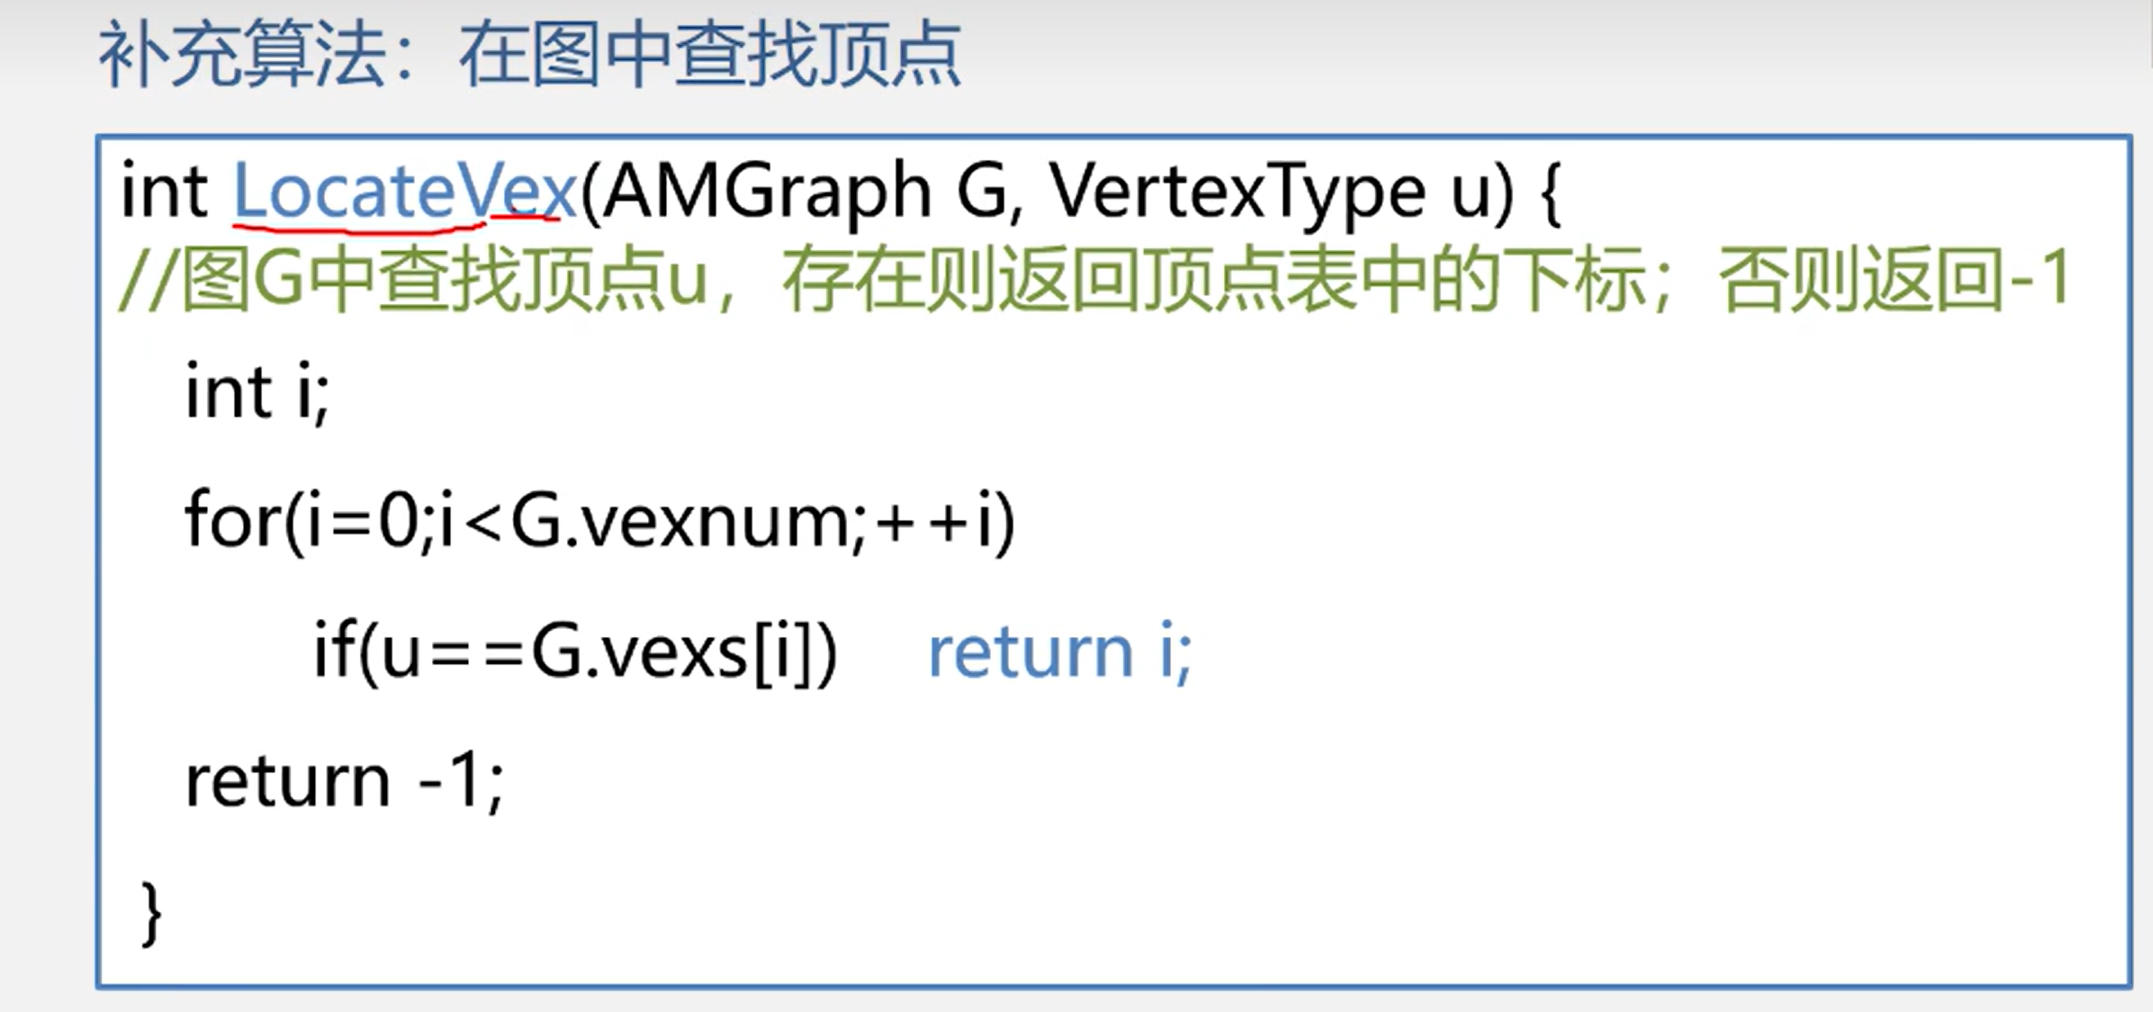 补充算法：在图中查找顶点
int LocateVex(AMGraph G, VertexType u) {
//图G中查找顶点u，存在则返回顶点表中的下标；否则返回-1
int i;
for(i=0;i<G.vexnum;++i)
if(u==G.vexs[i]) return i;
return -1;
}